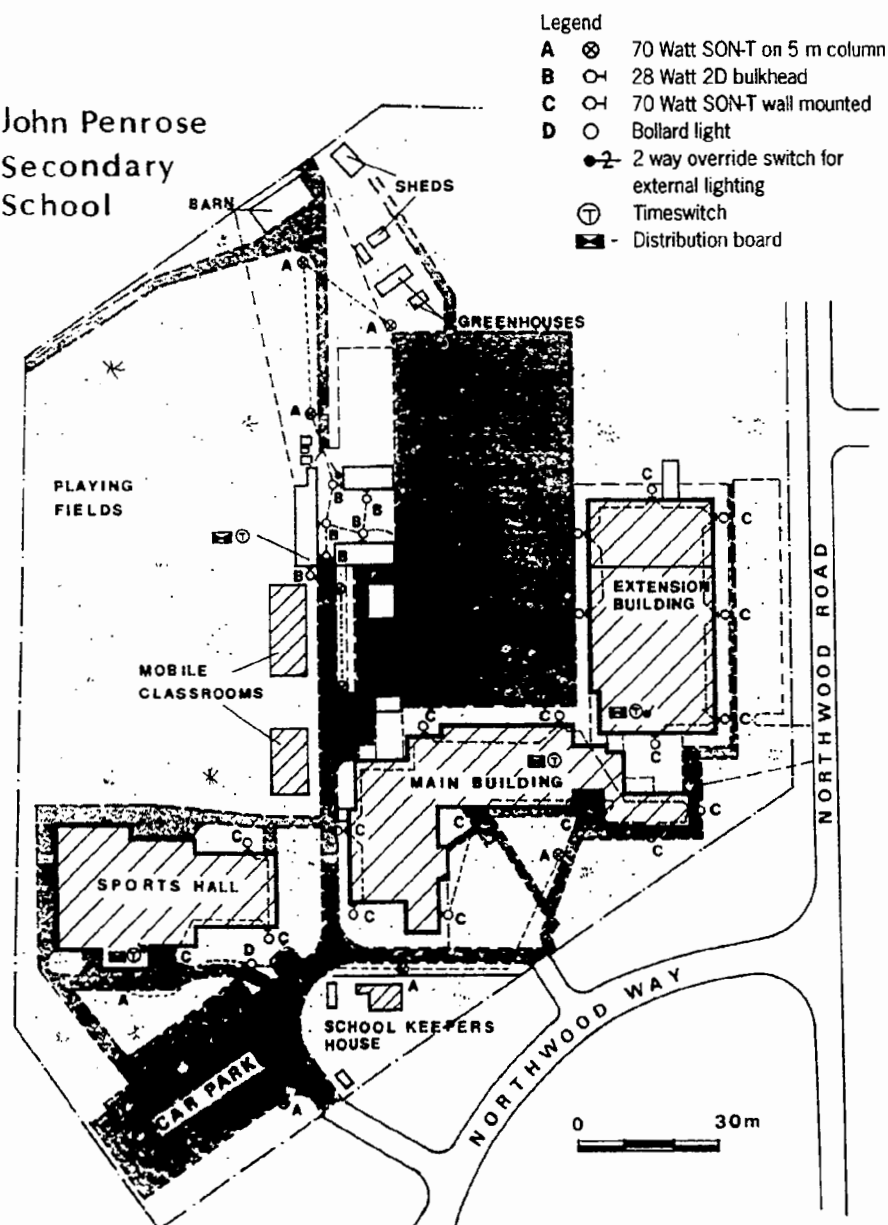 John Penrose
Secondary
School
Legend
A 70 Watt SON-T on 5 m column
B 28 Watt 2D bulkhead
C 70 Watt SON-T wall mounted
D Bollard light
2 2 way override switch for
external lighting
T Timeswitch
- Distribution board
BARN
SHEDS
A
A
GREENHOUSES
A
C
PLAYING
FIELDS
B
B
C
B
B
T
B
B
EXTENSION
BUILDING
C
MOBILE
CLASSROOMS
T
C
C
C
C
T
MAIN BUILDING
C
C
C
C
C
C
A
C
SPORTS HALL
C
C
C
D
C
T
A
A
SCHOOL KEEPERS
HOUSE
CAR PARK
A
NORTHWOOD WAY
NORTHWOOD ROAD
0 30m